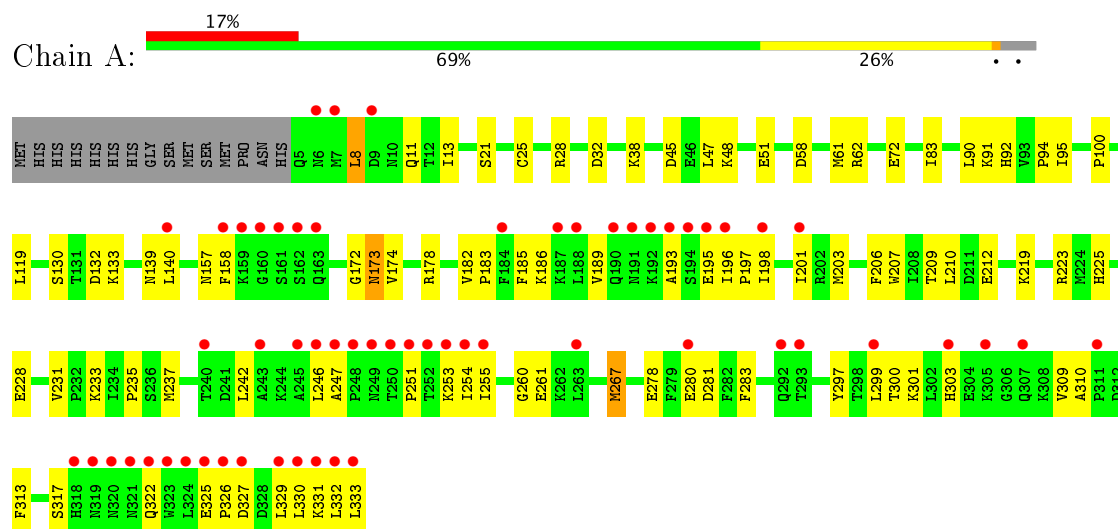 17%
Chain A:
69% 26% • •
MET HIS HIS HIS HIS HIS HIS GLY SER MET SER MET PRO ASN HIS Q5 N6 M7 L8 D9 N10 Q11 T12 I13 S21 C25 R28 D32 K38 D45 E46 L47 K48 E51 D58 M61 R62 E72 I83 L90 K91 H92 V93 P94 I95 P100
L119 S130 T131 D132 K133 N139 L140 N157 F158 K159 G160 S161 S162 Q163 G172 N173 V174 R178 V182 P183 F184 F185 K186 K187 L188 V189 Q190 N191 K192 A193 S194 E195 I196 P197 I198 I201 R202 M203 F206 W207 I208 T209 L210 D211 E212 K219 R223 M224 H225
E228 V231 P232 K233 I234 P235 S236 M237 T240 D241 L242 A243 K244 A245 L246 A247 P248 N249 T250 P251 T252 K253 I254 I255 G260 E261 K262 L263 M267 E278 F279 E280 D281 F282 F283 Q292 T293 Y297 T298 L299 T300 K301 L302 H303 E304 K305 G306 Q307 K308 V309 A310 P311
F313 S317 H318 N319 N320 N321 Q322 W323 L324 E325 P326 D327 D328 L329 L330 K331 L332 L333